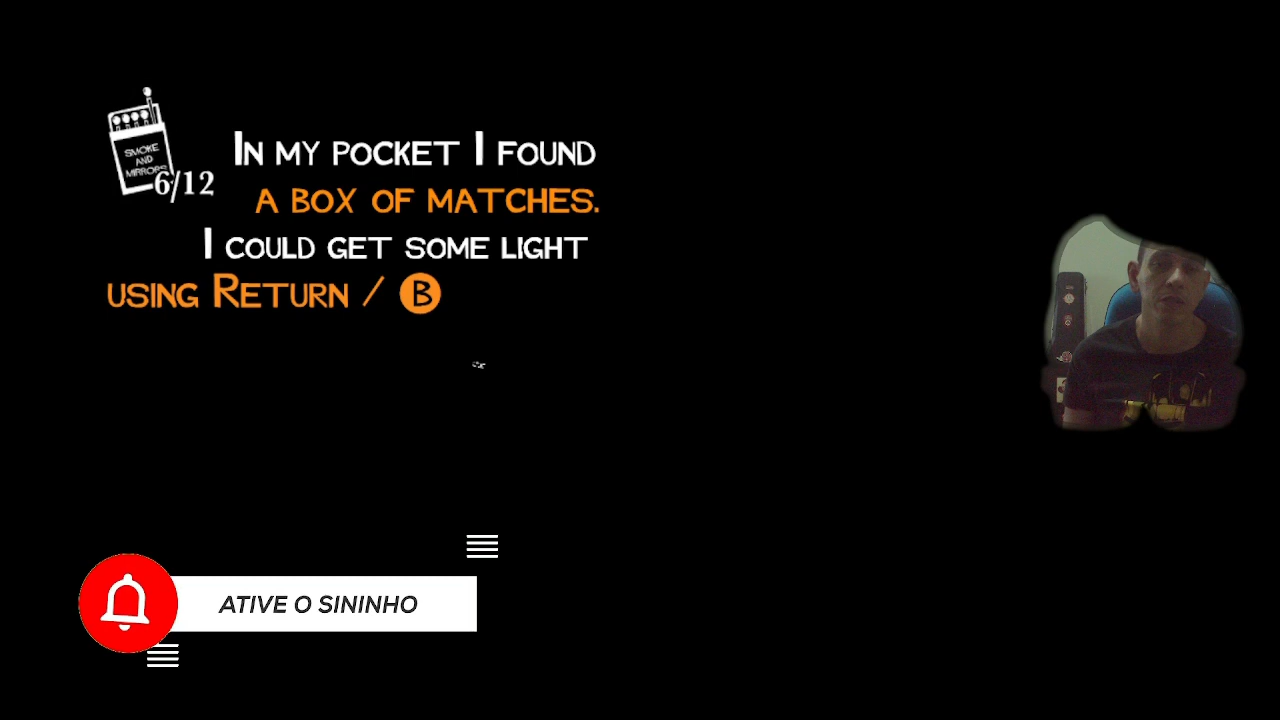 SMOKE
AND
MIRRORS
6/12
IN MY POCKET I FOUND
A BOX OF MATCHES.
I COULD GET SOME LIGHT
USING RETURN / B
ATIVE O SININHO